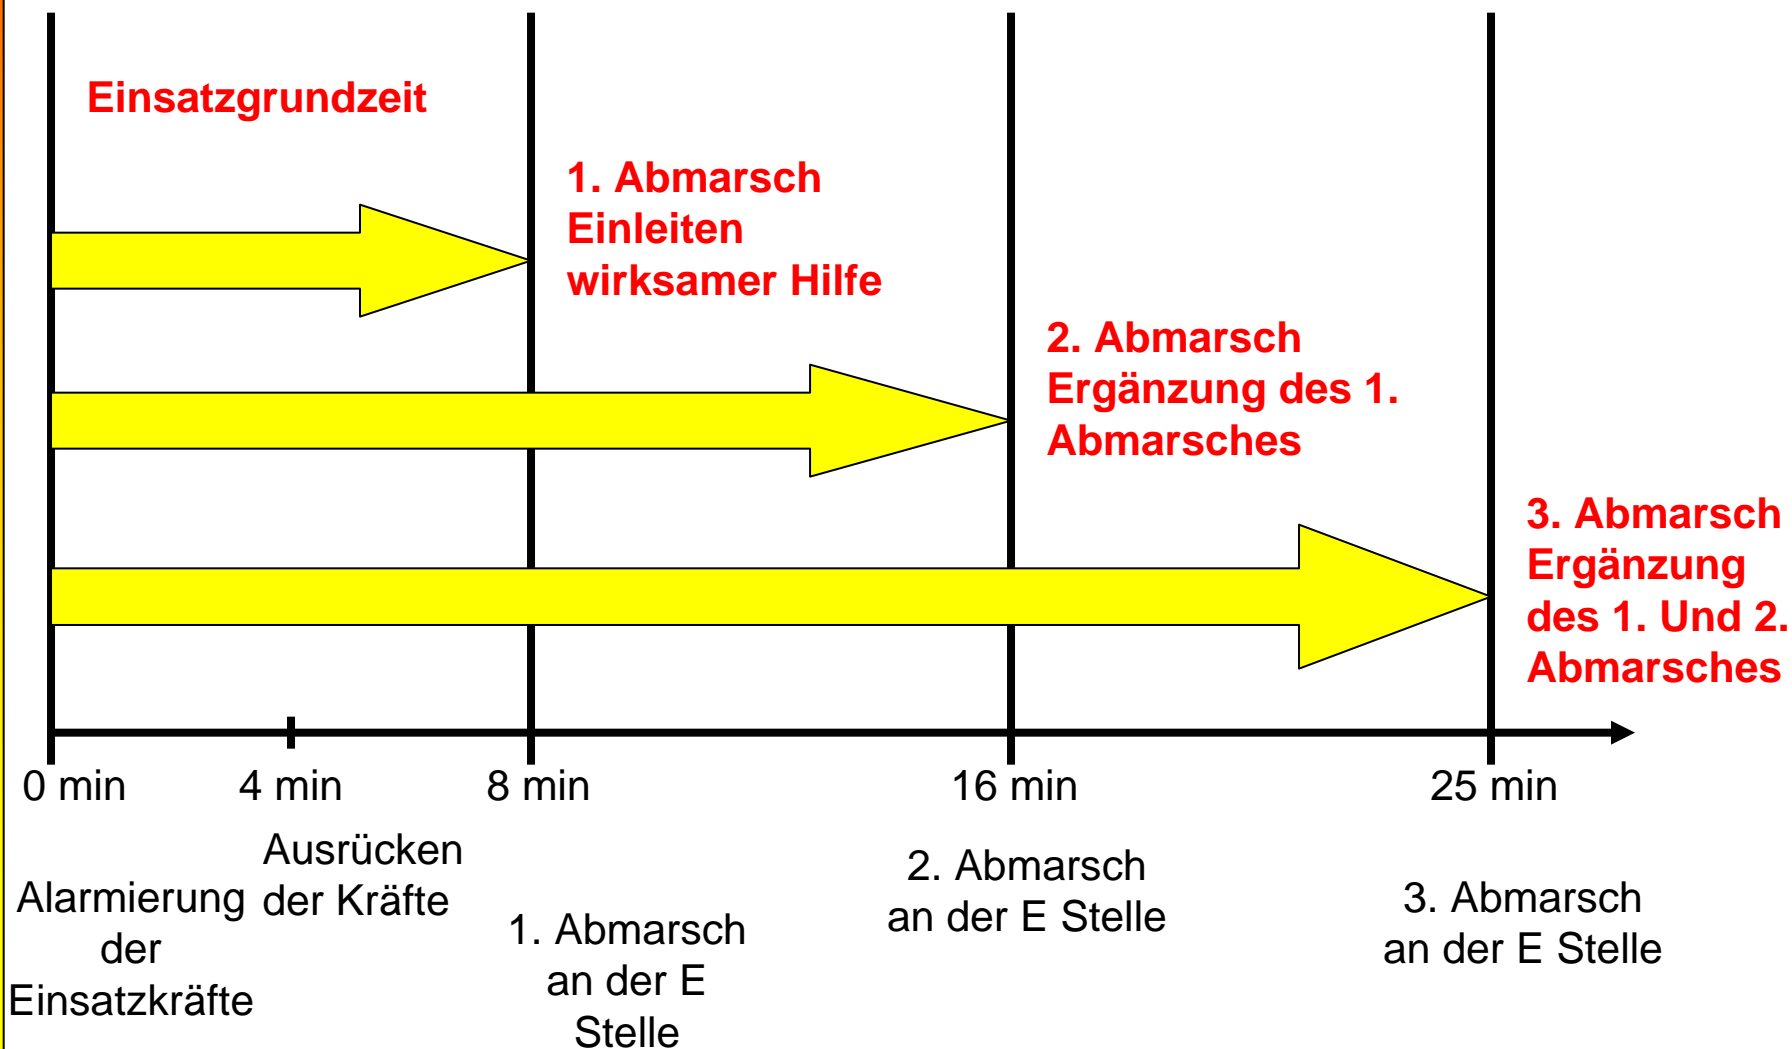 Einsatzgrundzeit
1. Abmarsch
Einleiten
wirksamer Hilfe
2. Abmarsch
Ergänzung des 1.
Abmarsches
3. Abmarsch
Ergänzung
des 1. Und 2.
Abmarsches
0 min
4 min
8 min
16 min
25 min
Alarmierung
der
Einsatzkräfte
Ausrücken
der Kräfte
1. Abmarsch
an der E
Stelle
2. Abmarsch
an der E Stelle
3. Abmarsch
an der E Stelle